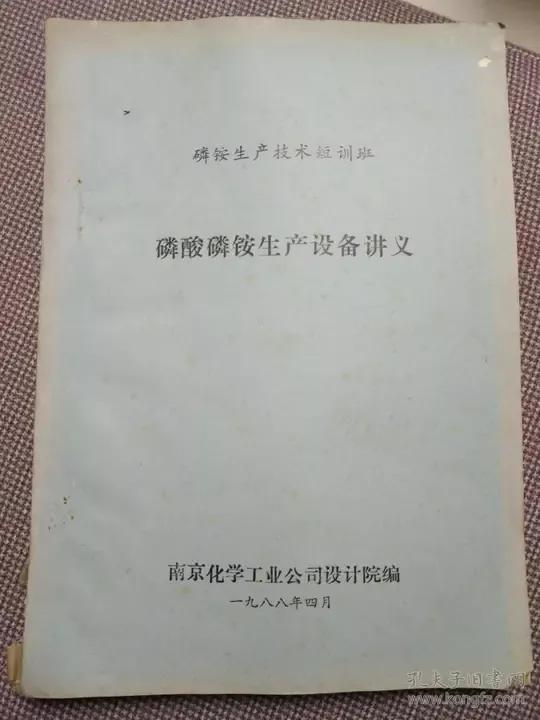 磷铵生产技术短训班
磷酸磷铵生产设备讲义
南京化学工业公司设计院编
一九八八年四月
孔夫子旧书网
www.kongfz.com